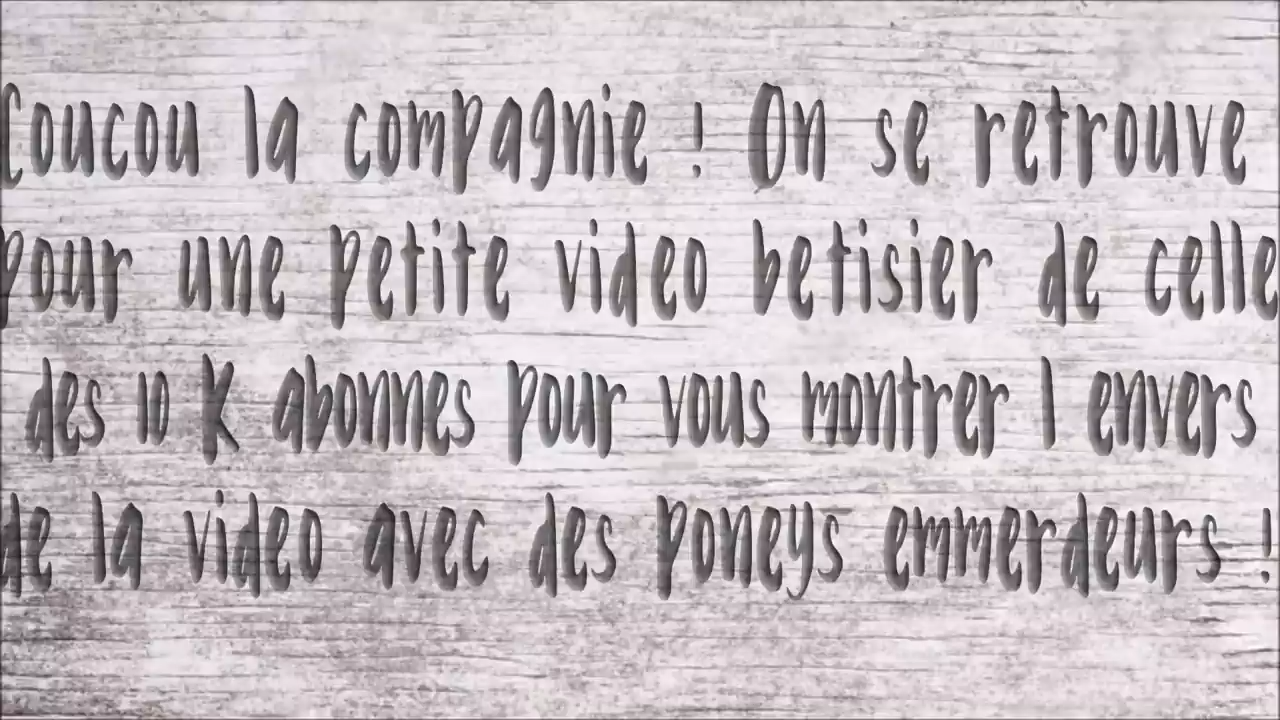 Coucou la compagnie ! On se retrouve
pour une petite video betisier de celle
des 10 K abonnes pour vous montrer l envers
de la video avec des poneys emmerdeurs !